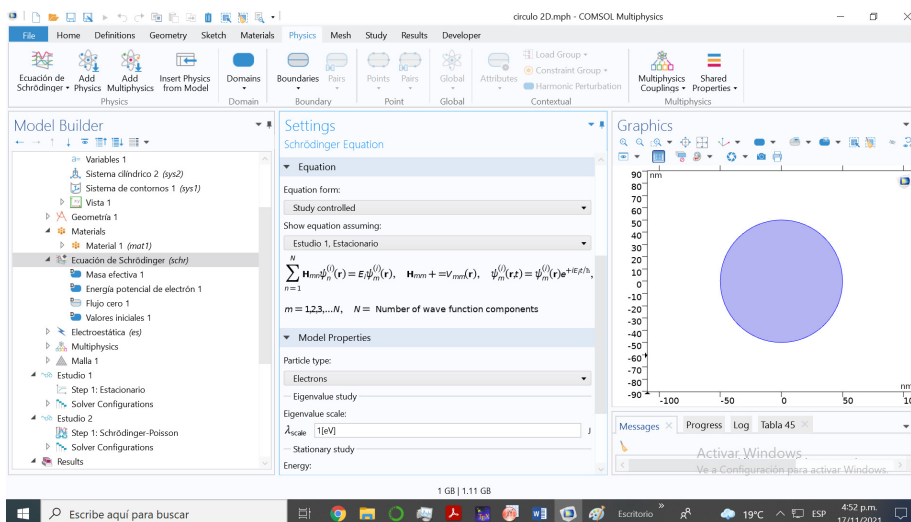 circulo 2D.mph - COMSOL Multiphysics
File Home Definitions Geometry Sketch Materials Physics Mesh Study Results Developer
Ecuación de Schrödinger
Add Physics
Add Multiphysics
Insert Physics from Model
Physics
Domains
Domain
Boundaries
Pairs
Boundary
Points
Pairs
Point
Global
Global
Attributes
Load Group
Constraint Group
Harmonic Perturbation
Contextual
Multiphysics Couplings
Shared Properties
Multiphysics
Model Builder
a= Variables 1
Sistema cilíndrico 2 (sys2)
Sistema de contornos 1 (sys1)
Vista 1
Geometría 1
Materials
Material 1 (mat1)
Ecuación de Schrödinger (schr)
Masa efectiva 1
Energía potencial de electrón 1
Flujo cero 1
Valores iniciales 1
Electroestática (es)
Multiphysics
Malla 1
Estudio 1
Step 1: Estacionario
Solver Configurations
Estudio 2
Step 1: Schrödinger-Poisson
Solver Configurations
Results
Settings
Schrödinger Equation
Equation
Equation form:
Study controlled
Show equation assuming:
Estudio 1, Estacionario
N
∑ Hmnψn(i)(r) = Eiψm(i)(r), Hmm + =Vmm(r), ψm(i)(r,t) = ψm(i)(r)e+iEit/ħ,
n = 1
m = 1,2,3,...N, N = Number of wave function components
Model Properties
Particle type:
Electrons
Eigenvalue study
Eigenvalue scale:
λscale 1[eV] J
Stationary study
Energy:
Graphics
nm
90
80
70
60
50
40
30
20
10
0
-10
-20
-30
-40
-50
-60
-70
-80
-90
-100 -50 0 50 10
nm
Messages Progress Log Tabla 45
Activar Windows
Ve a Configuración para activar Windows.
1 GB | 1.11 GB
Escribe aquí para buscar
Escritorio
19°C
ESP
4:52 p.m.
17/11/2021